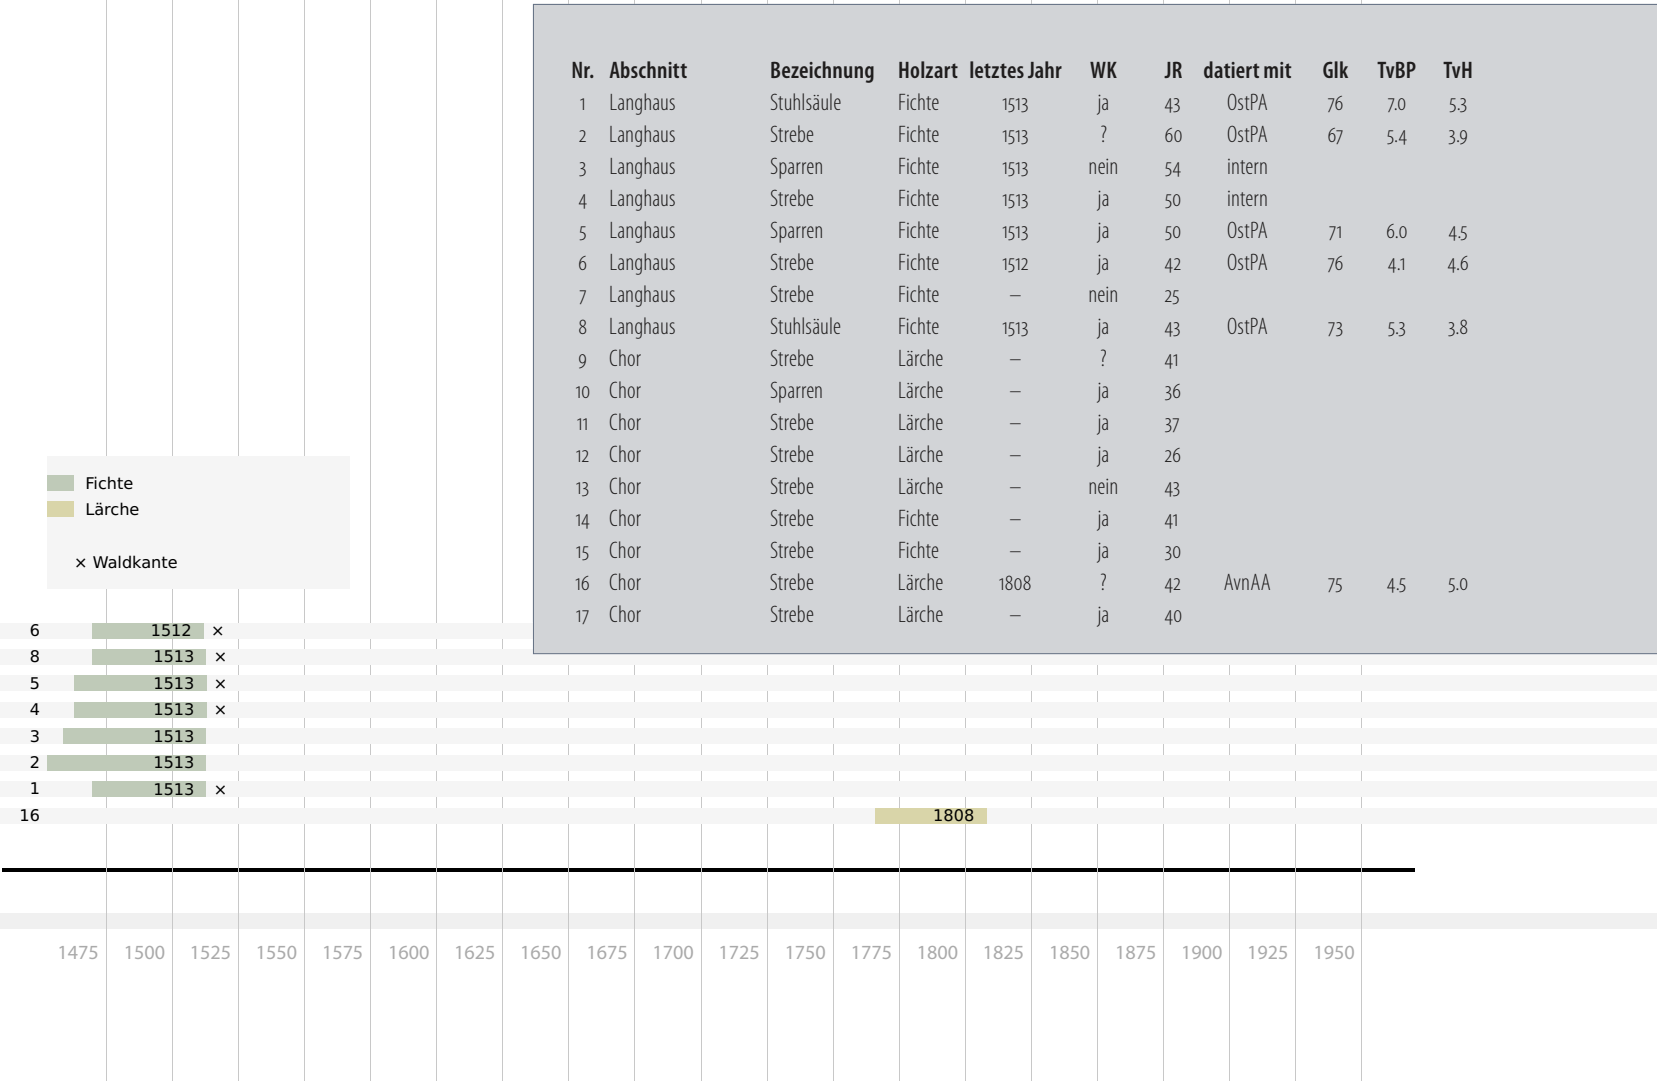 Nr. Abschnitt Bezeichnung Holzart letztes Jahr WK JR datiert mit Glk TvBP TvH
1 Langhaus Stuhlsäule Fichte 1513 ja 43 OstPA 76 7.0 5.3
2 Langhaus Strebe Fichte 1513 ? 60 OstPA 67 5.4 3.9
3 Langhaus Sparren Fichte 1513 nein 54 intern
4 Langhaus Strebe Fichte 1513 ja 50 intern
5 Langhaus Sparren Fichte 1513 ja 50 OstPA 71 6.0 4.5
6 Langhaus Strebe Fichte 1512 ja 42 OstPA 76 4.1 4.6
7 Langhaus Strebe Fichte – nein 25
8 Langhaus Stuhlsäule Fichte 1513 ja 43 OstPA 73 5.3 3.8
9 Chor Strebe Lärche – ? 41
10 Chor Sparren Lärche – ja 36
11 Chor Strebe Lärche – ja 37
12 Chor Strebe Lärche – ja 26
13 Chor Strebe Lärche – nein 43
14 Chor Strebe Fichte – ja 41
15 Chor Strebe Fichte – ja 30
16 Chor Strebe Lärche 1808 ? 42 AvnAA 75 4.5 5.0
17 Chor Strebe Lärche – ja 40
Fichte
Lärche
× Waldkante
6 1512 ×
8 1513 ×
5 1513 ×
4 1513 ×
3 1513
2 1513
1 1513 ×
16 1808
1475 1500 1525 1550 1575 1600 1625 1650 1675 1700 1725 1750 1775 1800 1825 1850 1875 1900 1925 1950